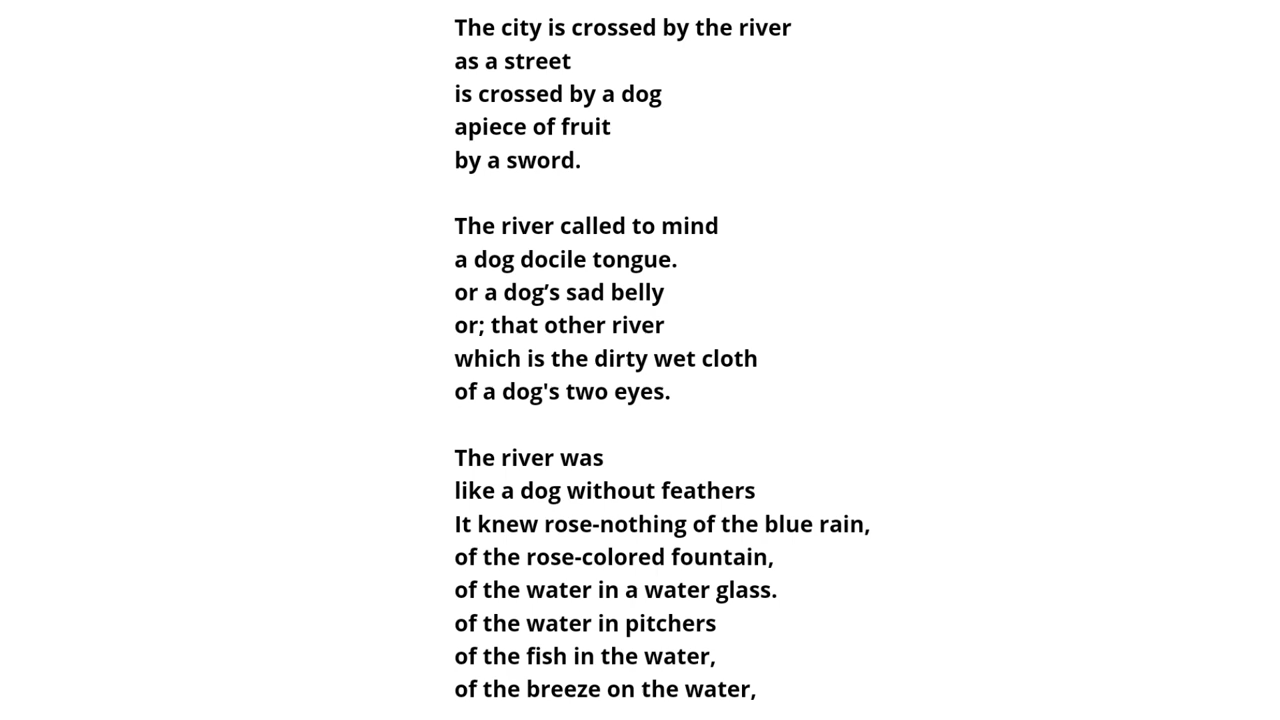 The city is crossed by the river
as a street
is crossed by a dog
apiece of fruit
by a sword.

The river called to mind
a dog docile tongue.
or a dog’s sad belly
or; that other river
which is the dirty wet cloth
of a dog's two eyes.

The river was
like a dog without feathers
It knew rose-nothing of the blue rain,
of the rose-colored fountain,
of the water in a water glass.
of the water in pitchers
of the fish in the water,
of the breeze on the water,